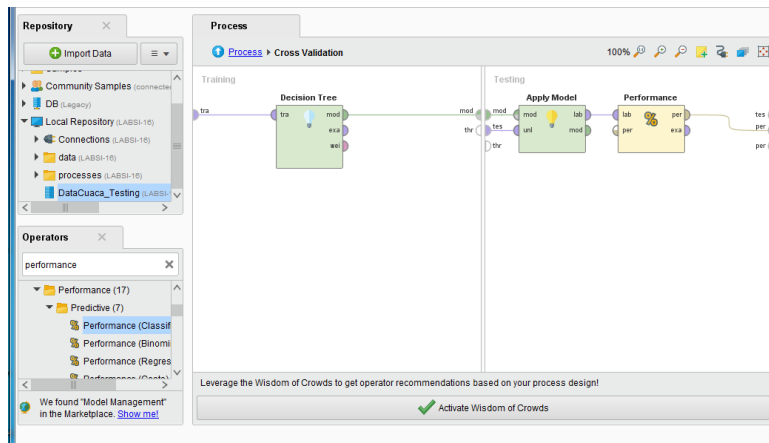 Repository
Import Data
Samples
Community Samples (connected
DB (Legacy)
Local Repository (LABSI-16)
Connections (LABSI-16)
data (LABSI-16)
processes (LABSI-16)
DataCuaca_Testing (LABSI-
Operators
performance
Performance (17)
Predictive (7)
Performance (Classif
Performance (Binomi
Performance (Regres
Performance (Costs)
We found "Model Management"
in the Marketplace. Show me!
Process
Process Cross Validation
100%
Training
Decision Tree
tra
tra mod
exa
wei
mod
thr
Testing
Apply Model
Performance
mod
tes
thr
mod lab
unl mod
lab per
per exa
tes
per
per
Leverage the Wisdom of Crowds to get operator recommendations based on your process design!
Activate Wisdom of Crowds